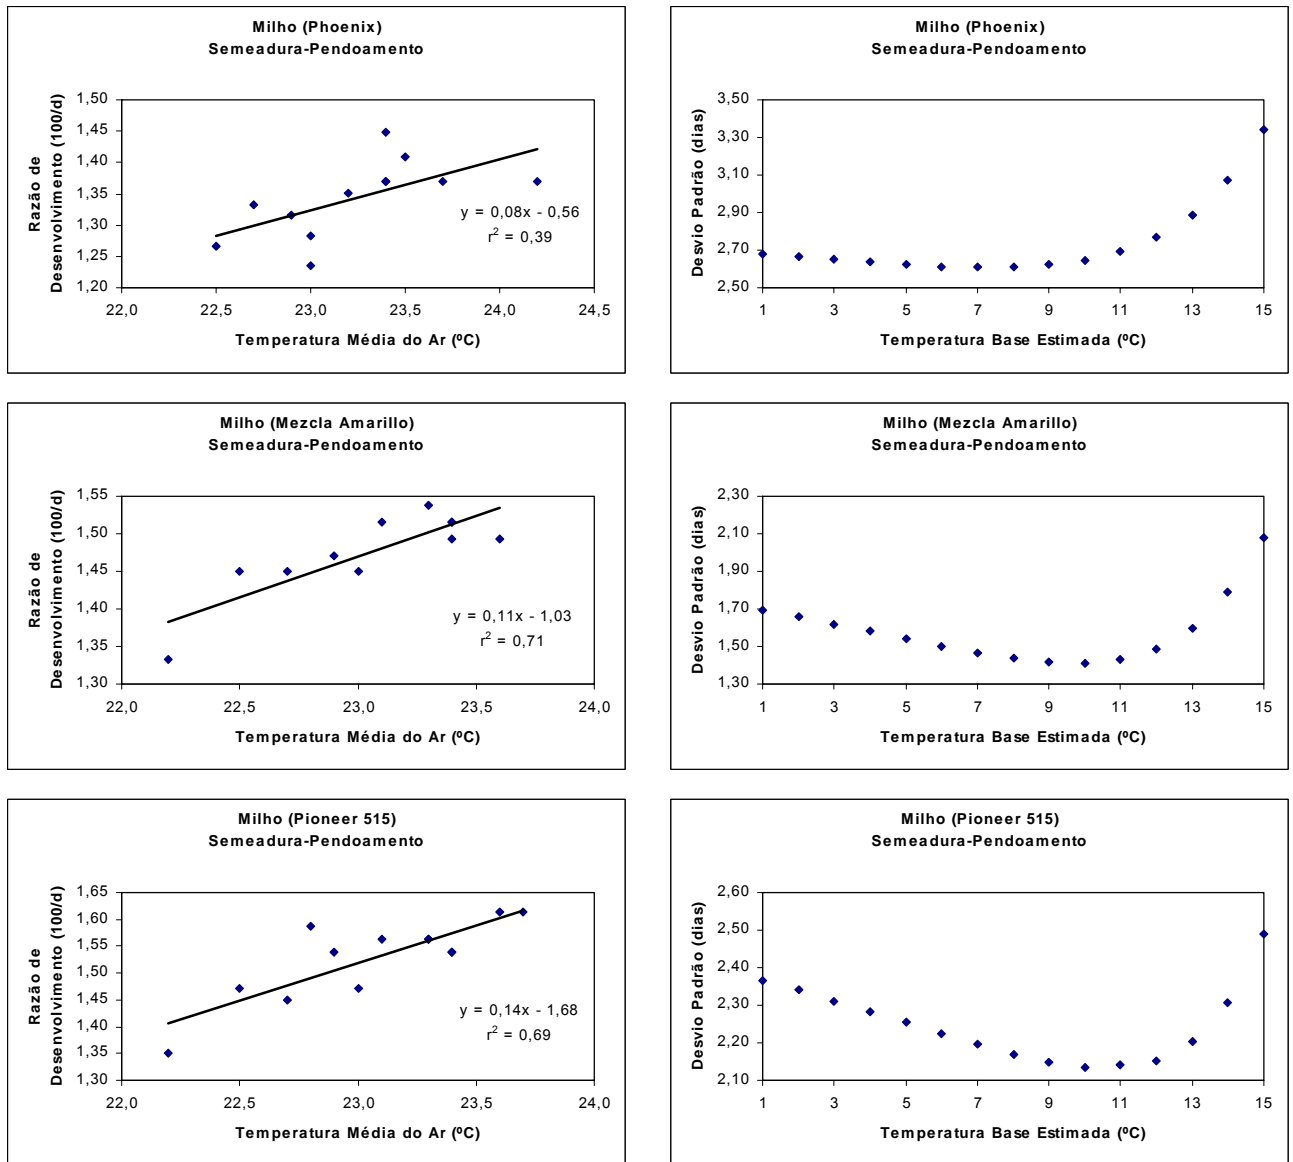 Milho (Phoenix)
Semeadura-Pendoamento
Razão de
Desenvolvimento (100/d)
1,50
1,45
1,40
1,35
1,30
1,25
1,20
22,0 22,5 23,0 23,5 24,0 24,5
y = 0,08x - 0,56
r² = 0,39
Temperatura Média do Ar (ºC)
Milho (Phoenix)
Semeadura-Pendoamento
Desvio Padrão (dias)
3,50
3,30
3,10
2,90
2,70
2,50
1 3 5 7 9 11 13 15
Temperatura Base Estimada (ºC)
Milho (Mezcla Amarillo)
Semeadura-Pendoamento
Razão de
Desenvolvimento (100/d)
1,55
1,50
1,45
1,40
1,35
1,30
22,0 22,5 23,0 23,5 24,0
y = 0,11x - 1,03
r² = 0,71
Temperatura Média do Ar (ºC)
Milho (Mezcla Amarillo)
Semeadura-Pendoamento
Desvio Padrão (dias)
2,30
2,10
1,90
1,70
1,50
1,30
1 3 5 7 9 11 13 15
Temperatura Base Estimada (ºC)
Milho (Pioneer 515)
Semeadura-Pendoamento
Razão de
Desenvolvimento (100/d)
1,65
1,60
1,55
1,50
1,45
1,40
1,35
1,30
22,0 22,5 23,0 23,5 24,0
y = 0,14x - 1,68
r² = 0,69
Temperatura Média do Ar (ºC)
Milho (Pioneer 515)
Semeadura-Pendoamento
Desvio Padrão (dias)
2,60
2,50
2,40
2,30
2,20
2,10
1 3 5 7 9 11 13 15
Temperatura Base Estimada (ºC)